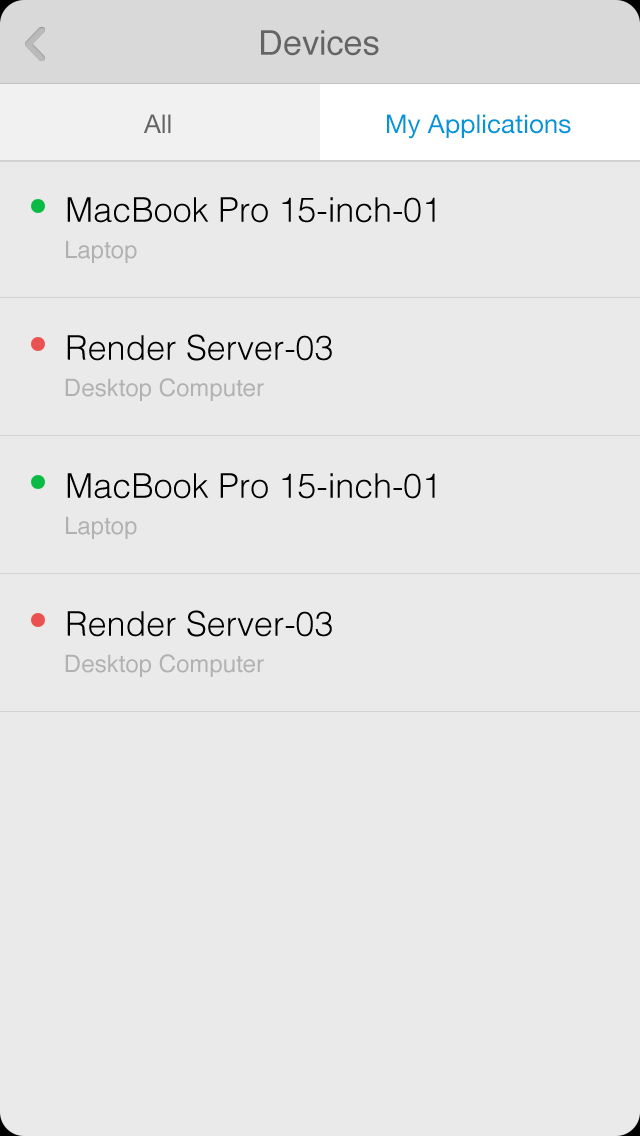 Devices
All
My Applications
MacBook Pro 15-inch-01
Laptop
Render Server-03
Desktop Computer
MacBook Pro 15-inch-01
Laptop
Render Server-03
Desktop Computer